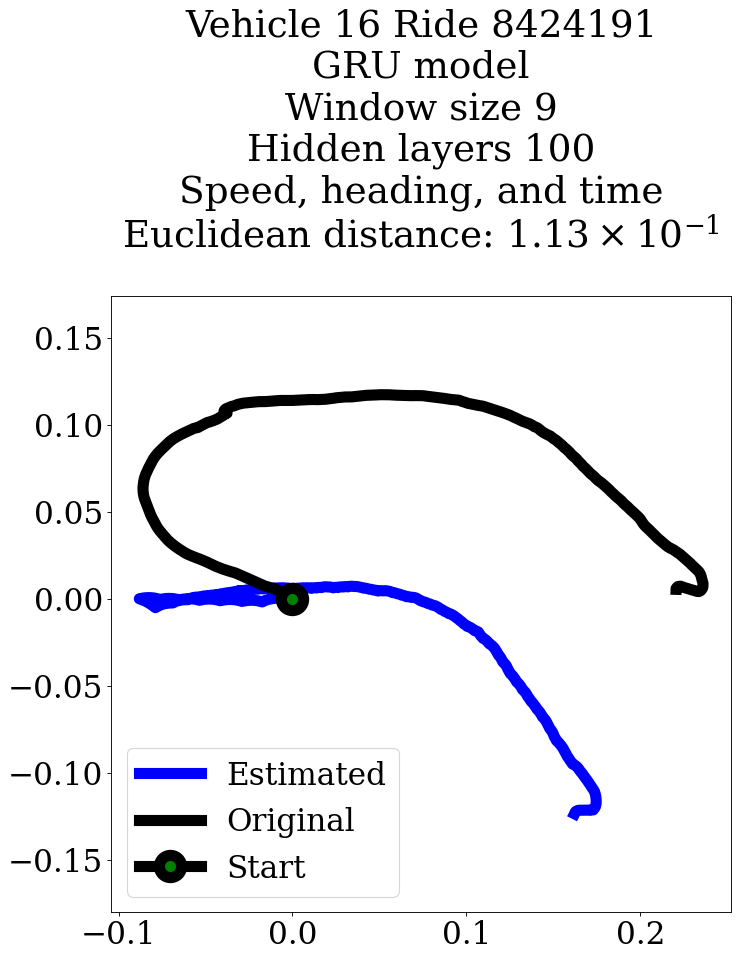 Vehicle 16 Ride 8424191
GRU model
Window size 9
Hidden layers 100
Speed, heading, and time
Euclidean distance: 1.13 × 10⁻¹
0.15
0.10
0.05
0.00
−0.05
−0.10
−0.15
Estimated
Original
Start
−0.1
0.0
0.1
0.2